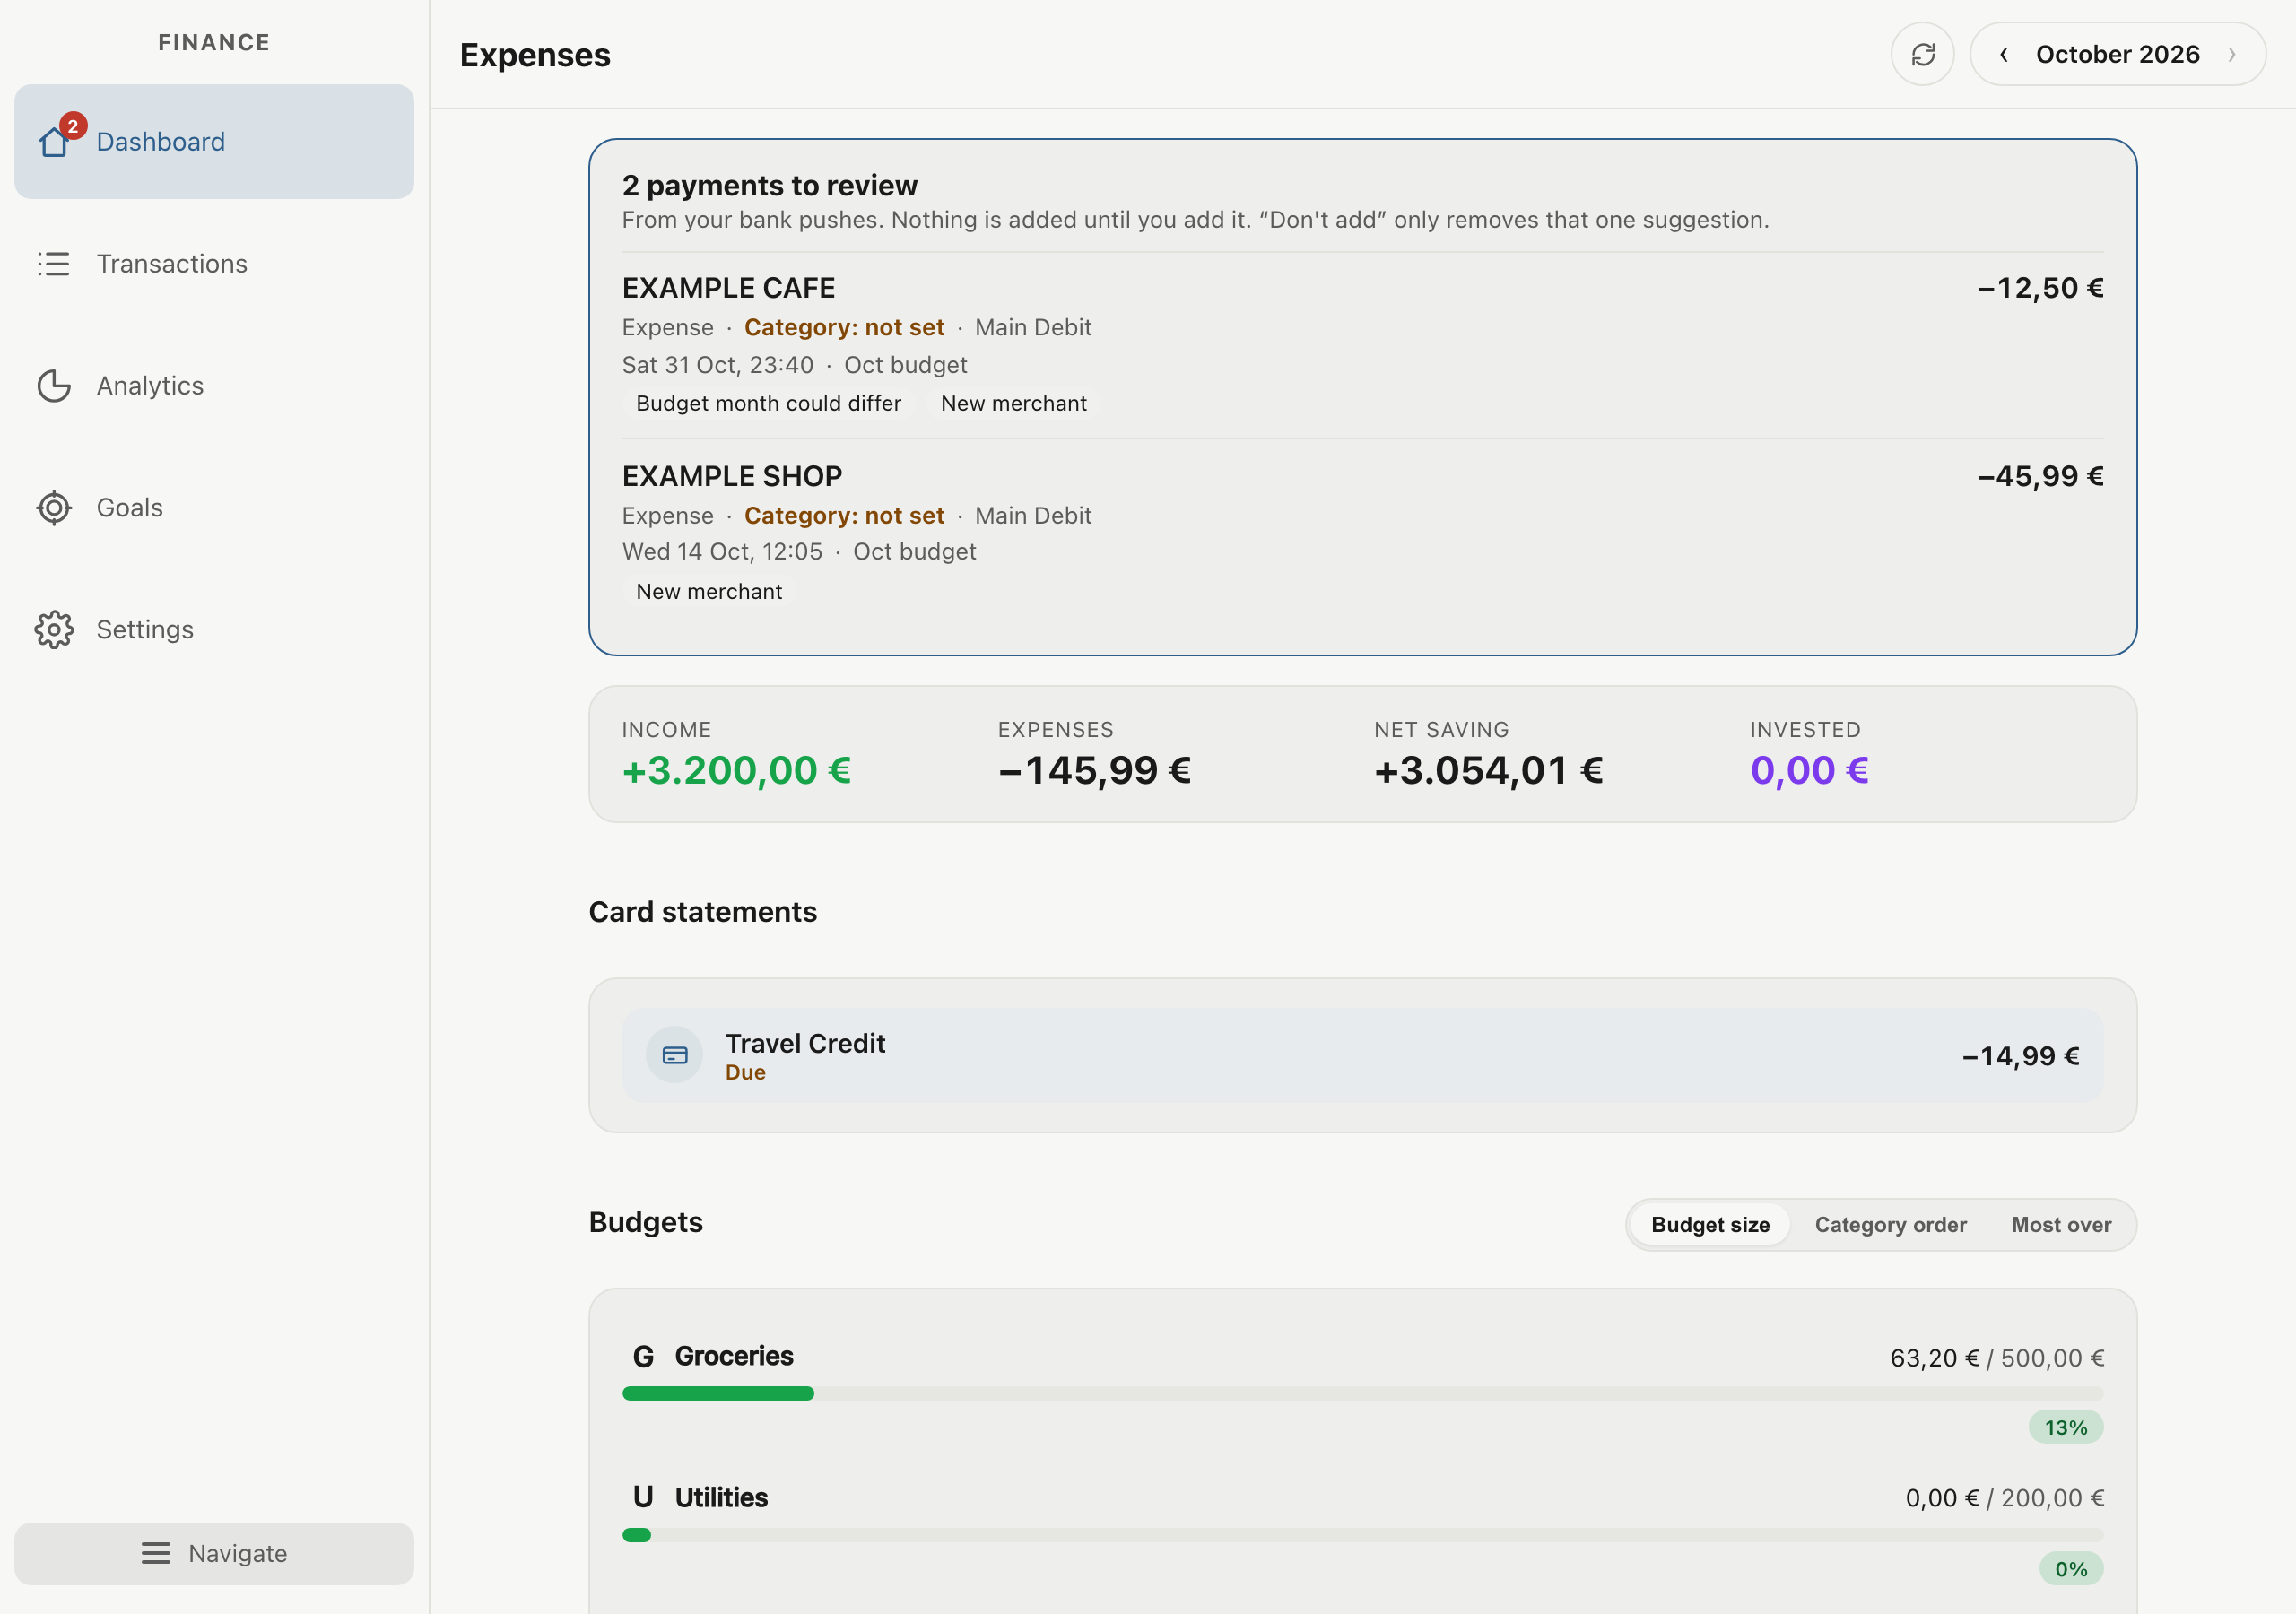 FINANCE
2
Dashboard
Transactions
Analytics
Goals
Settings
Navigate
Expenses
‹ October 2026 ›
2 payments to review
From your bank pushes. Nothing is added until you add it. “Don't add” only removes that one suggestion.
EXAMPLE CAFE −12,50 €
Expense · Category: not set · Main Debit
Sat 31 Oct, 23:40 · Oct budget
Budget month could differ New merchant
EXAMPLE SHOP −45,99 €
Expense · Category: not set · Main Debit
Wed 14 Oct, 12:05 · Oct budget
New merchant
INCOME EXPENSES NET SAVING INVESTED
+3.200,00 € −145,99 € +3.054,01 € 0,00 €
Card statements
Travel Credit
Due
−14,99 €
Budgets
Budget size Category order Most over
G Groceries 63,20 € / 500,00 €
13%
U Utilities 0,00 € / 200,00 €
0%